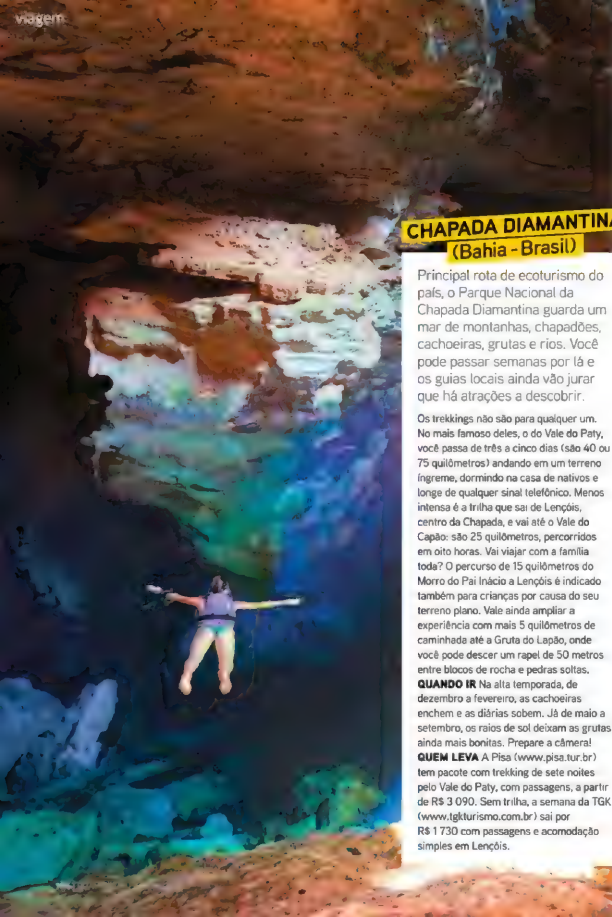 viagem
CHAPADA DIAMANTINA
(Bahia - Brasil)
Principal rota de ecoturismo do
país, o Parque Nacional da
Chapada Diamantina guarda um
mar de montanhas, chapadões,
cachoeiras, grutas e rios. Você
pode passar semanas por lá e
os guias locais ainda vão jurar
que há atrações a descobrir.
Os trekkings não são para qualquer um.
No mais famoso deles, o do Vale do Paty,
você passa de três a cinco dias (são 40 ou
75 quilômetros) andando em um terreno
íngreme, dormindo na casa de nativos e
longe de qualquer sinal telefônico. Menos
intensa é a trilha que sai de Lençóis,
centro da Chapada, e vai até o Vale do
Capão: são 25 quilômetros, percorridos
em oito horas. Vai viajar com a família
toda? O percurso de 15 quilômetros do
Morro do Pai Inácio a Lençóis é indicado
também para crianças por causa do seu
terreno plano. Vale ainda ampliar a
experiência com mais 5 quilômetros de
caminhada até a Gruta do Lapão, onde
você pode descer um rapel de 50 metros
entre blocos de rocha e pedras soltas.
QUANDO IR Na alta temporada, de
dezembro a fevereiro, as cachoeiras
enchem e as diárias sobem. Já de maio a
setembro, os raios de sol deixam as grutas
ainda mais bonitas. Prepare a câmera!
QUEM LEVA A Pisa (www.pisa.tur.br)
tem pacote com trekking de sete noites
pelo Vale do Paty, com passagens, a partir
de R$ 3 090. Sem trilha, a semana da TGK
(www.tgkturismo.com.br) sai por
R$ 1 730 com passagens e acomodação
simples em Lençóis.